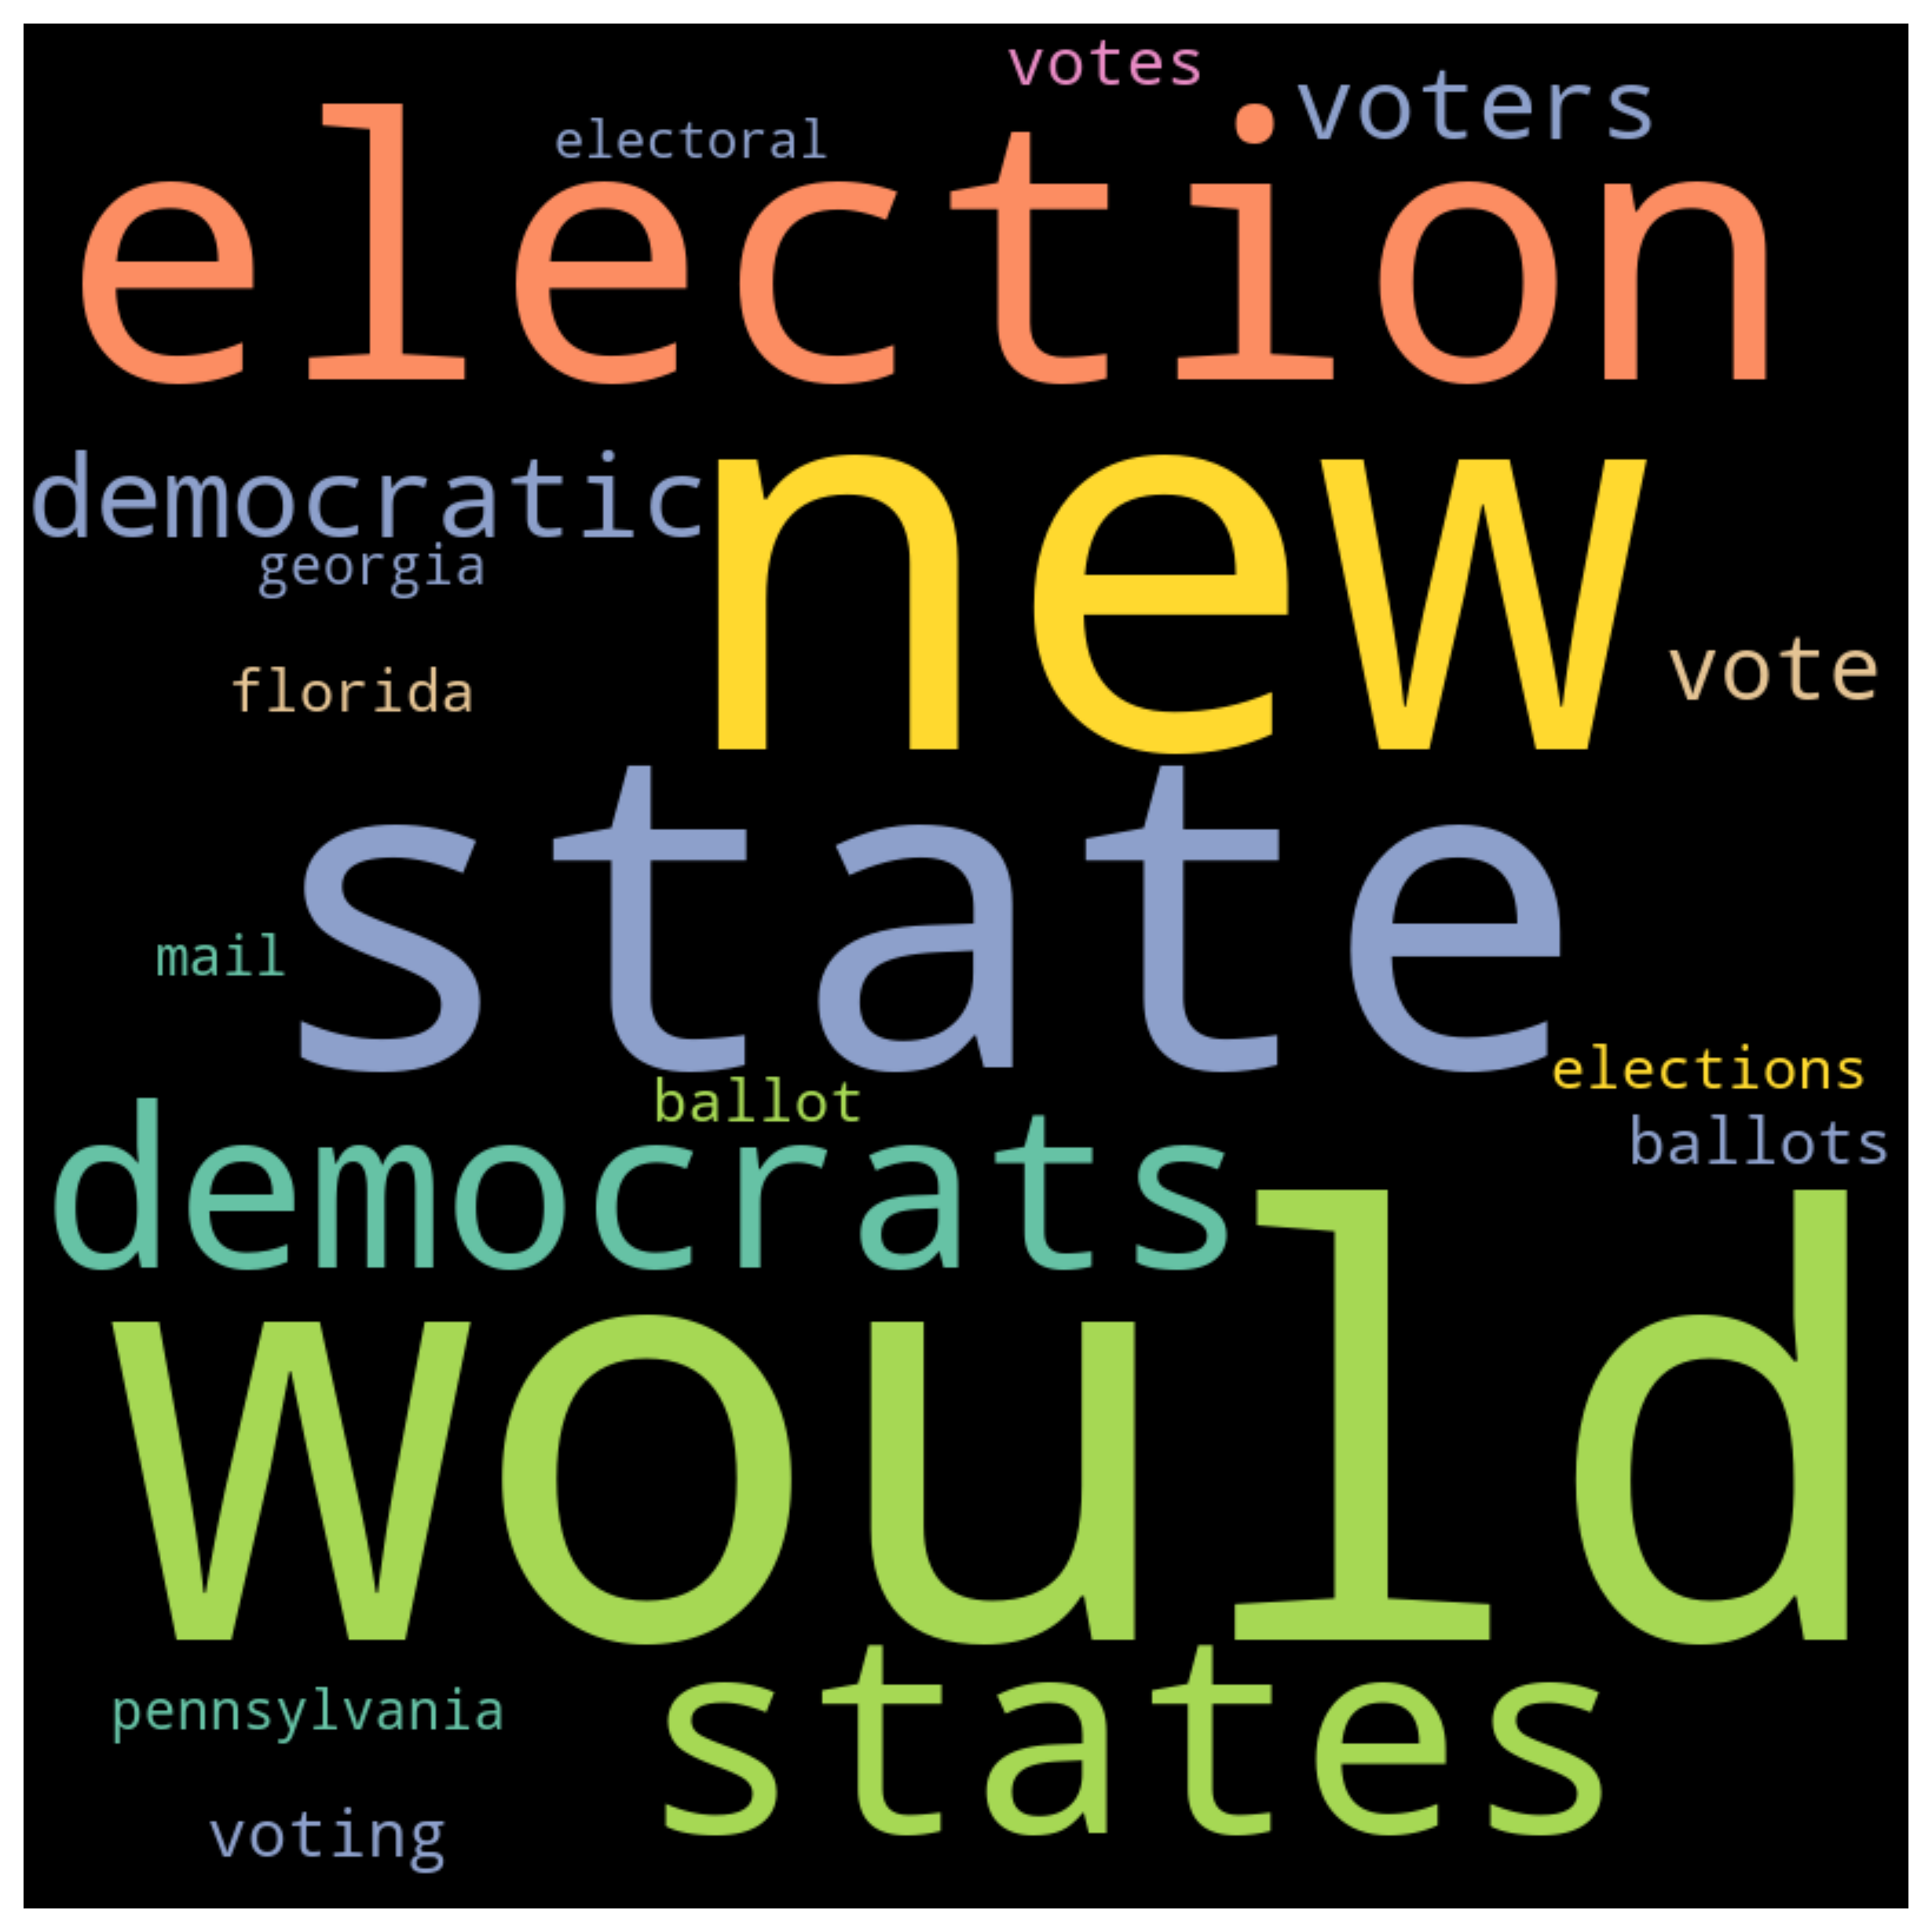 votes
voters
electoral
election
democratic
new
georgia
florida
vote
state
mail
elections
ballot
ballots
democrats
would
pennsylvania
states
voting